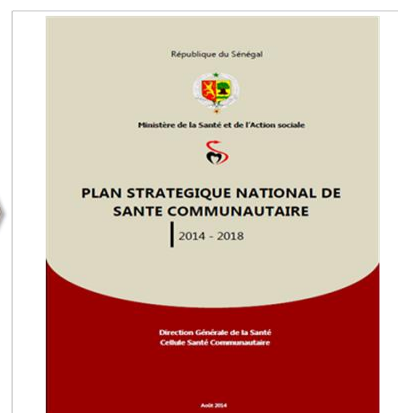 République du Sénégal
Ministère de la Santé et de l'Action sociale
PLAN STRATEGIQUE NATIONAL DE
SANTE COMMUNAUTAIRE
2014 - 2018
Direction Générale de la Santé
Cellule Santé Communautaire
Août 2014